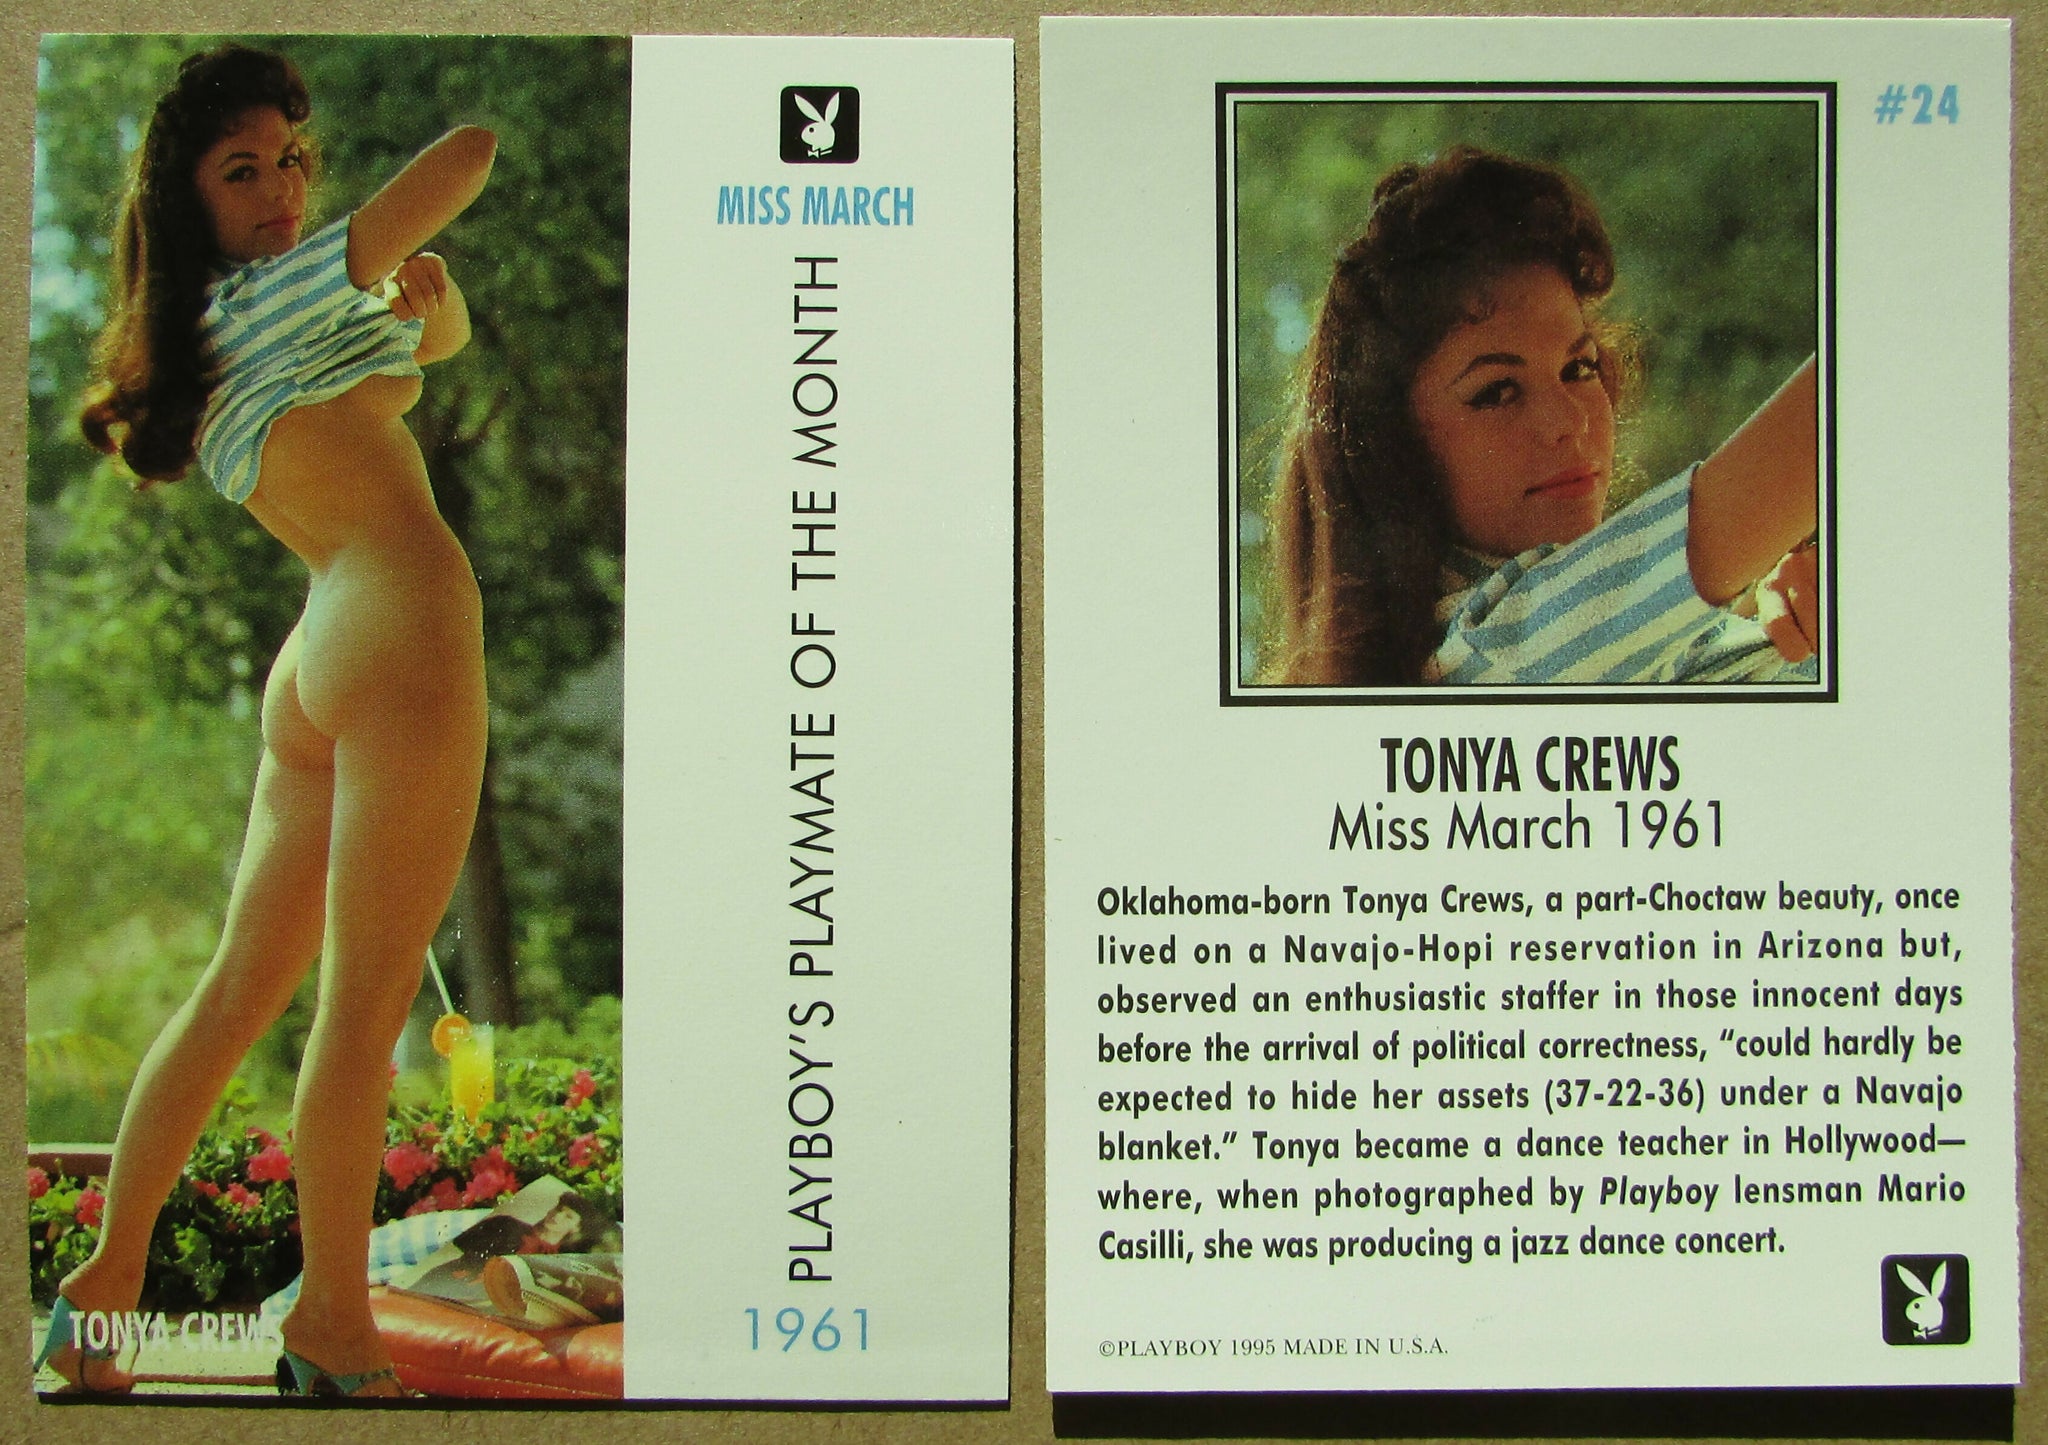 MISS MARCH
PLAYBOY'S PLAYMATE OF THE MONTH
1961
TONYA CREWS
#24
TONYA CREWS
Miss March 1961
Oklahoma-born Tonya Crews, a part-Choctaw beauty, once
lived on a Navajo-Hopi reservation in Arizona but,
observed an enthusiastic staffer in those innocent days
before the arrival of political correctness, “could hardly be
expected to hide her assets (37-22-36) under a Navajo
blanket.” Tonya became a dance teacher in Hollywood—
where, when photographed by Playboy lensman Mario
Casilli, she was producing a jazz dance concert.
©PLAYBOY 1995 MADE IN U.S.A.